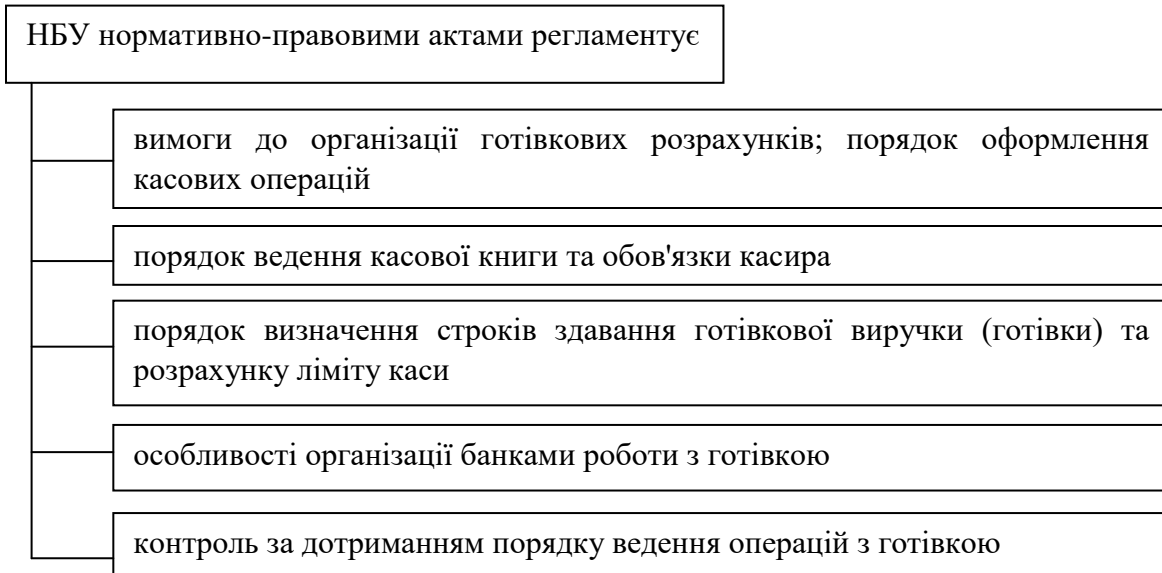 НБУ нормативно-правовими актами регламентує
вимоги до організації готівкових розрахунків; порядок оформлення
касових операцій
порядок ведення касової книги та обов'язки касира
порядок визначення строків здавання готівкової виручки (готівки) та
розрахунку ліміту каси
особливості організації банками роботи з готівкою
контроль за дотриманням порядку ведення операцій з готівкою